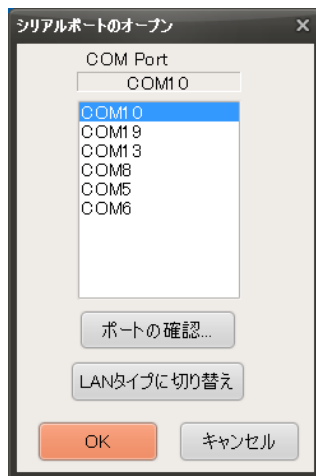 シリアルポートのオープン
COM Port
COM10
COM10
COM19
COM13
COM8
COM5
COM6
ポートの確認...
LANタイプに切り替え
OK キャンセル